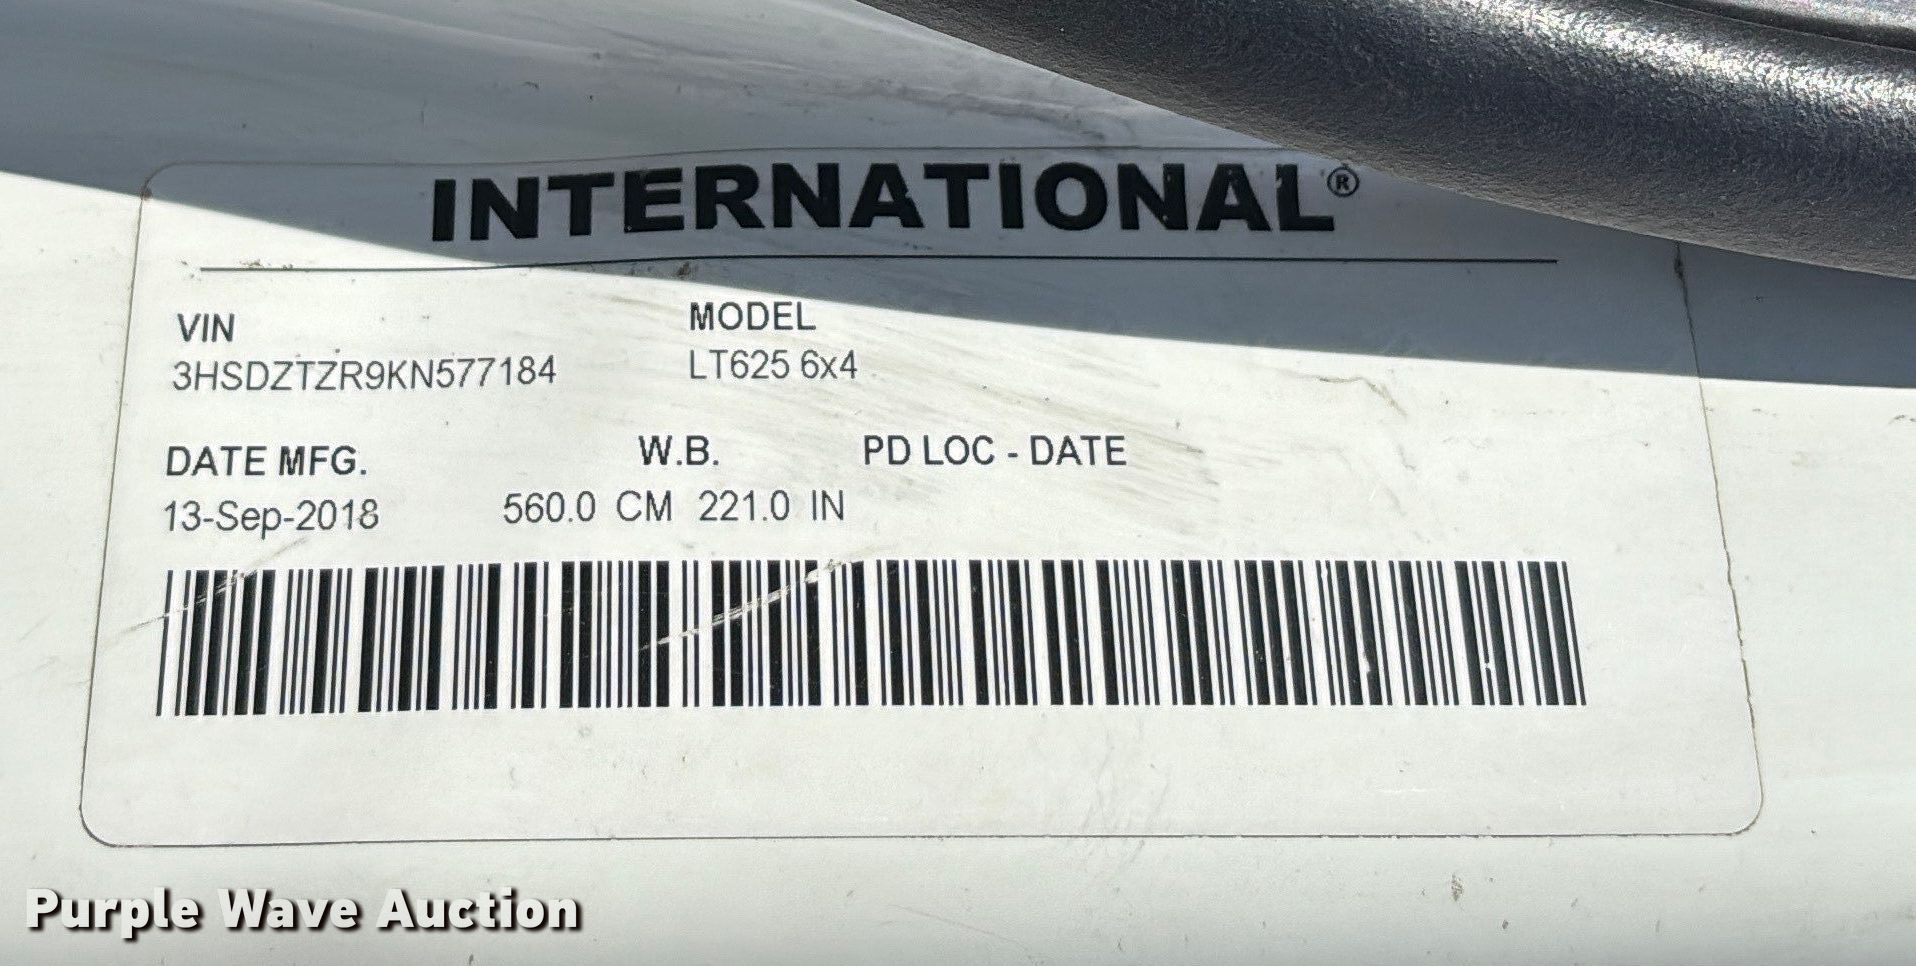 INTERNATIONAL®
VIN
3HSDZTZR9KN577184
MODEL
LT625 6x4
DATE MFG.
13-Sep-2018
W.B.
560.0 CM 221.0 IN
PD LOC - DATE
Purple Wave Auction